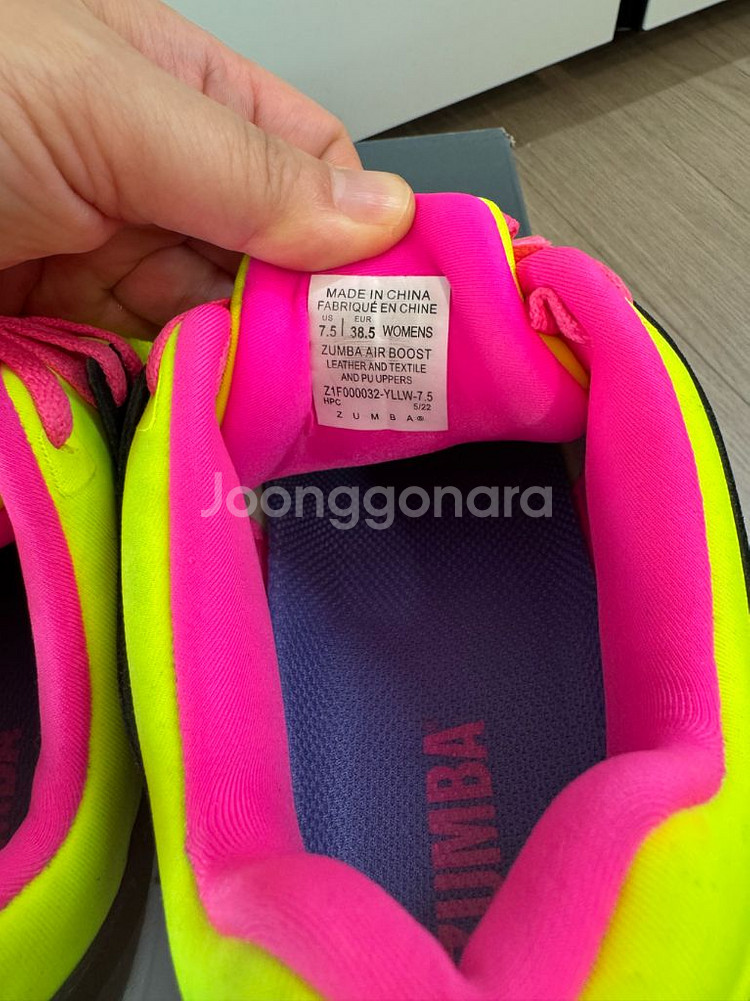 MADE IN CHINA
FABRIQUÉ EN CHINE
US EUR
7.5 | 38.5 WOMENS
ZUMBA AIR BOOST
LEATHER AND TEXTILE
AND PU UPPERS
Z1F000032-YLLW-7.5
HPC 5/22
ZUMBA®
Joonggonara
ZUMBA